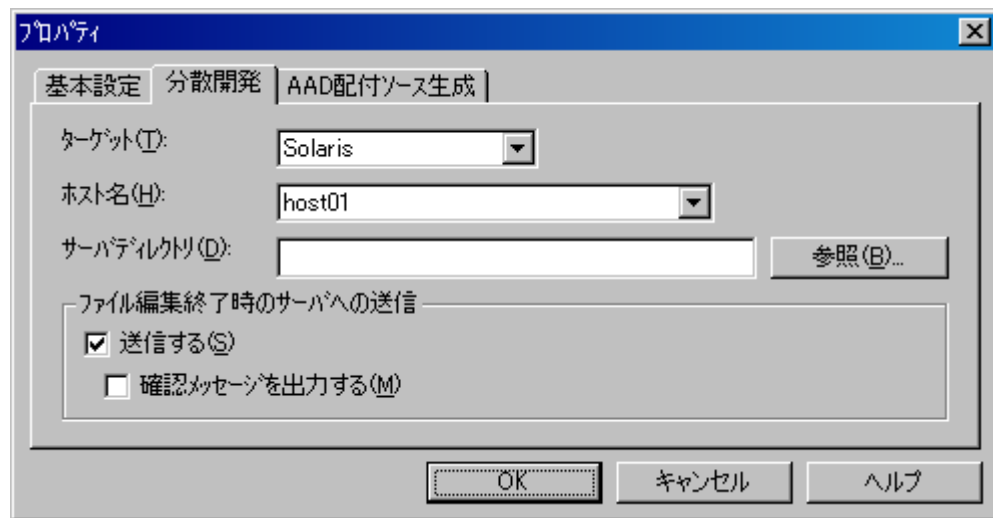 プロパティ
基本設定 分散開発 AAD配付ソース生成
ターゲット(T): Solaris
ホスト名(H): host01
サーバディレクトリ(D): 参照(B)...
ファイル編集終了時のサーバへの送信
送信する(S)
確認メッセージを出力する(M)
OK キャンセル ヘルプ